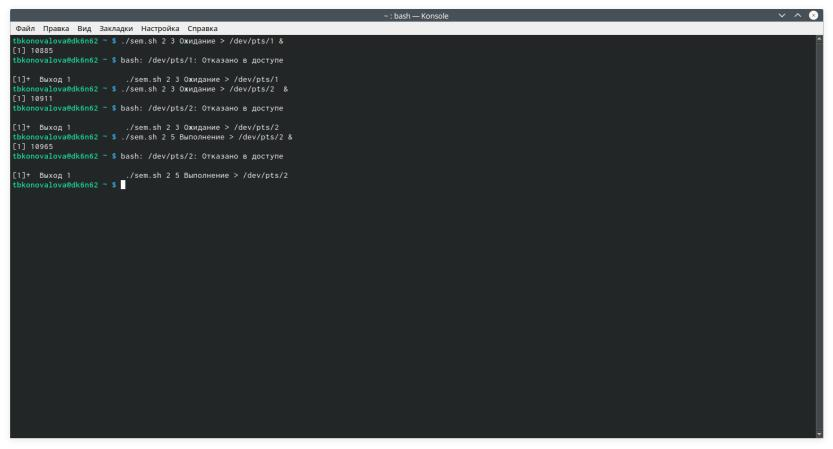 ~ : bash — Konsole
Файл Правка Вид Закладки Настройка Справка
tbkonovalova@dk6n62 ~ $ ./sem.sh 2 3 Ожидание > /dev/pts/1 &
[1] 10885
tbkonovalova@dk6n62 ~ $ bash: /dev/pts/1: Отказано в доступе
[1]+ Выход 1 ./sem.sh 2 3 Ожидание > /dev/pts/1
tbkonovalova@dk6n62 ~ $ ./sem.sh 2 3 Ожидание > /dev/pts/2 &
[1] 10911
tbkonovalova@dk6n62 ~ $ bash: /dev/pts/2: Отказано в доступе
[1]+ Выход 1 ./sem.sh 2 3 Ожидание > /dev/pts/2
tbkonovalova@dk6n62 ~ $ ./sem.sh 2 5 Выполнение > /dev/pts/2 &
[1] 10965
tbkonovalova@dk6n62 ~ $ bash: /dev/pts/2: Отказано в доступе
[1]+ Выход 1 ./sem.sh 2 5 Выполнение > /dev/pts/2
tbkonovalova@dk6n62 ~ $